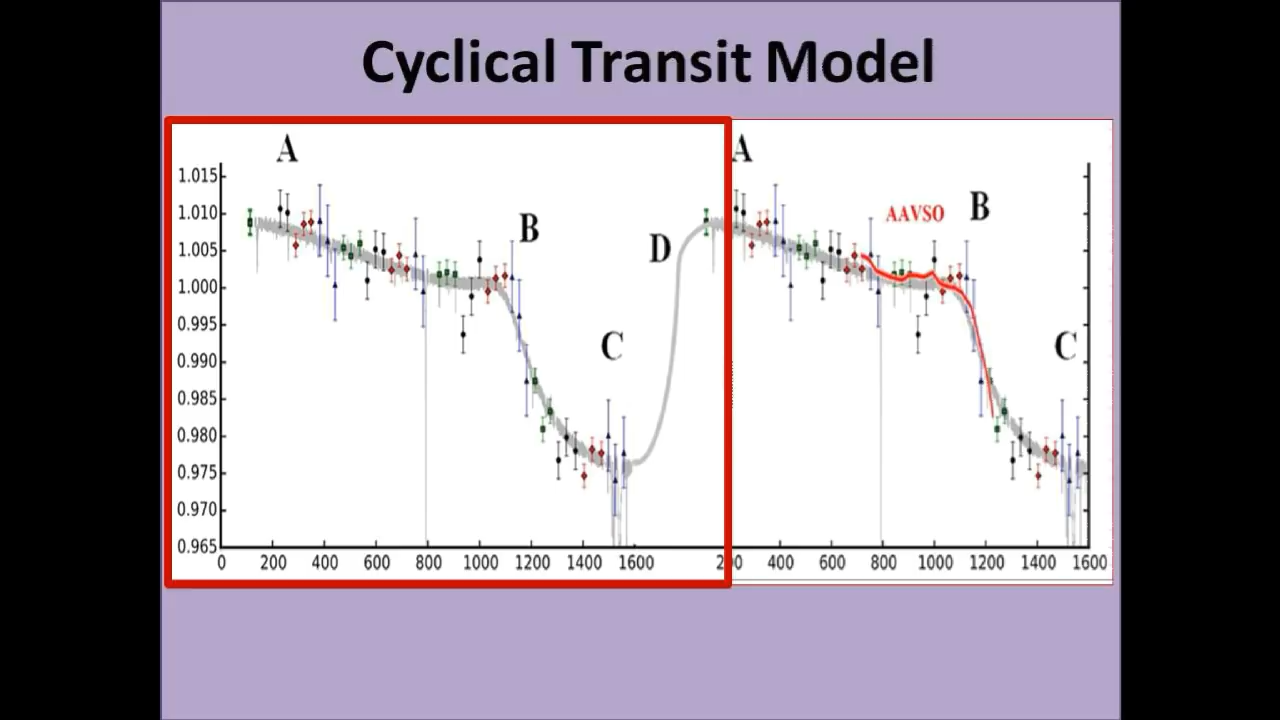 Cyclical Transit Model
A
A
1.015
1.010
AAVSO
B
B
1.005
D
1.000
0.995
C
C
0.990
0.985
0.980
0.975
0.970
0.965
0 200 400 600 800 1000 1200 1400 1600
400 600 800 1000 1200 1400 1600